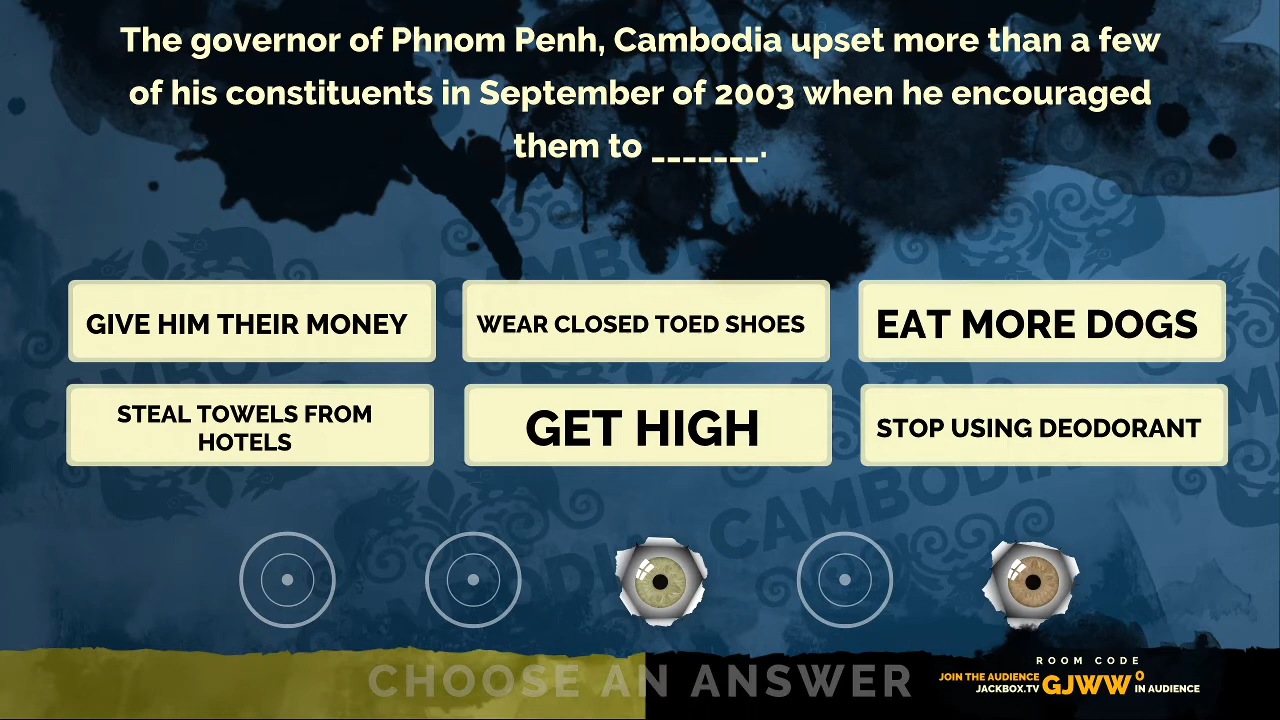 The governor of Phnom Penh, Cambodia upset more than a few
of his constituents in September of 2003 when he encouraged
them to _______.
GIVE HIM THEIR MONEY
WEAR CLOSED TOED SHOES
EAT MORE DOGS
STEAL TOWELS FROM
HOTELS
GET HIGH
STOP USING DEODORANT
CAMBODIA
CHOOSE AN ANSWER
ROOM CODE
JOIN THE AUDIENCE
JACKBOX.TV
GJWW
0
IN AUDIENCE